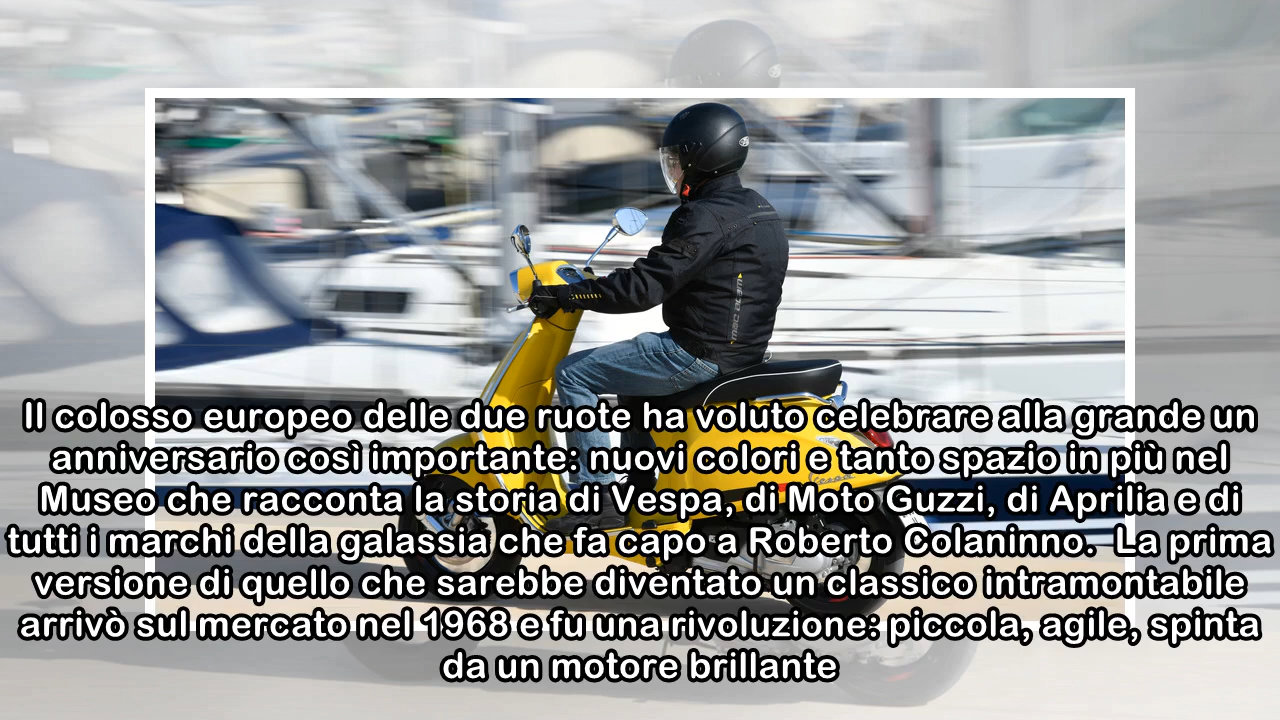 Il colosso europeo delle due ruote ha voluto celebrare alla grande un
anniversario così importante: nuovi colori e tanto spazio in più nel
Museo che racconta la storia di Vespa, di Moto Guzzi, di Aprilia e di
tutti i marchi della galassia che fa capo a Roberto Colaninno.  La prima
versione di quello che sarebbe diventato un classico intramontabile
arrivò sul mercato nel 1968 e fu una rivoluzione: piccola, agile, spinta
da un motore brillante